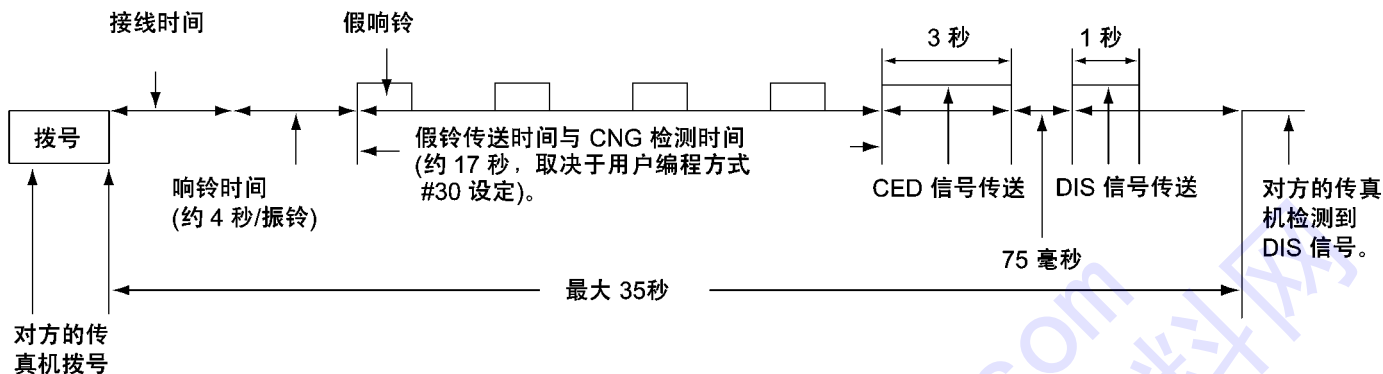 接线时间
假响铃
3 秒
1 秒
拨号
假铃传送时间与 CNG 检测时间
(约 17 秒，取决于用户编程方式
#30 设定)。
响铃时间
(约 4 秒/振铃)
CED 信号传送
DIS 信号传送
对方的传真
机检测到
DIS 信号。
75 毫秒
最大 35秒
对方的传
真机拨号
com
料网